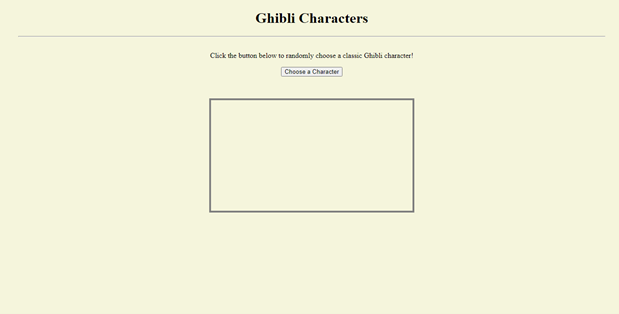 Ghibli Characters
Click the button below to randomly choose a classic Ghibli character!
Choose a Character